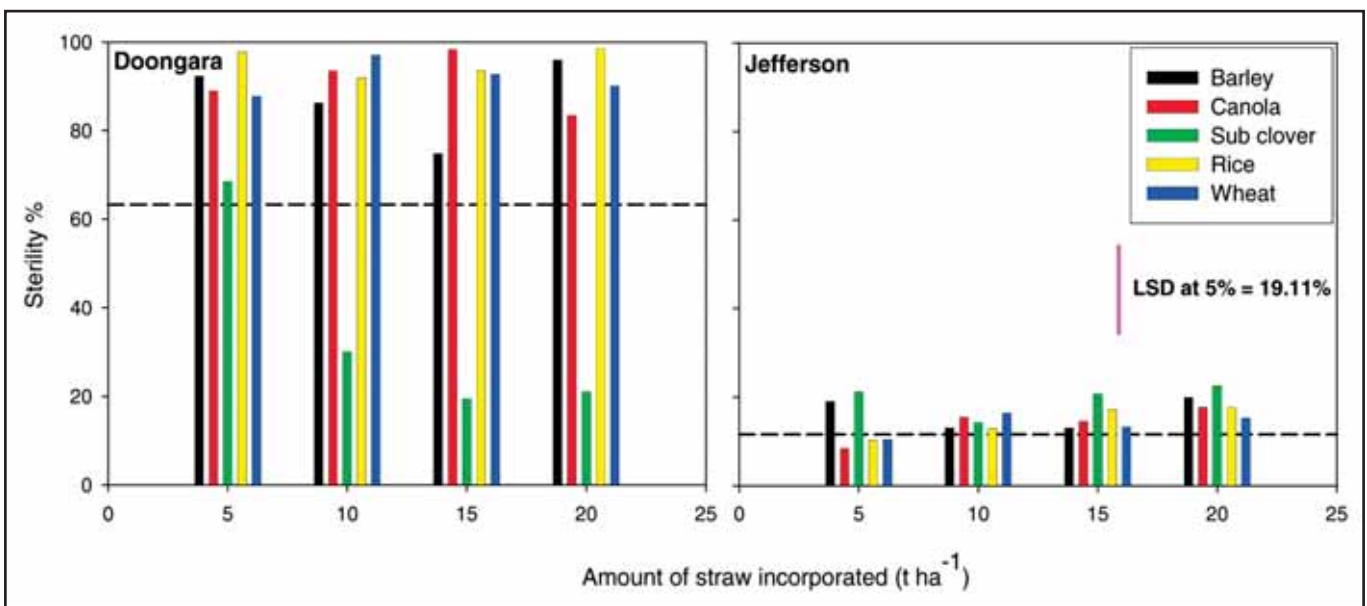 Doongara
Jefferson
Barley
Canola
Sub clover
Rice
Wheat
LSD at 5% = 19.11%
Sterility %
100
80
60
40
20
0
0 5 10 15 20 25
0 5 10 15 20 25
Amount of straw incorporated (t ha⁻¹)